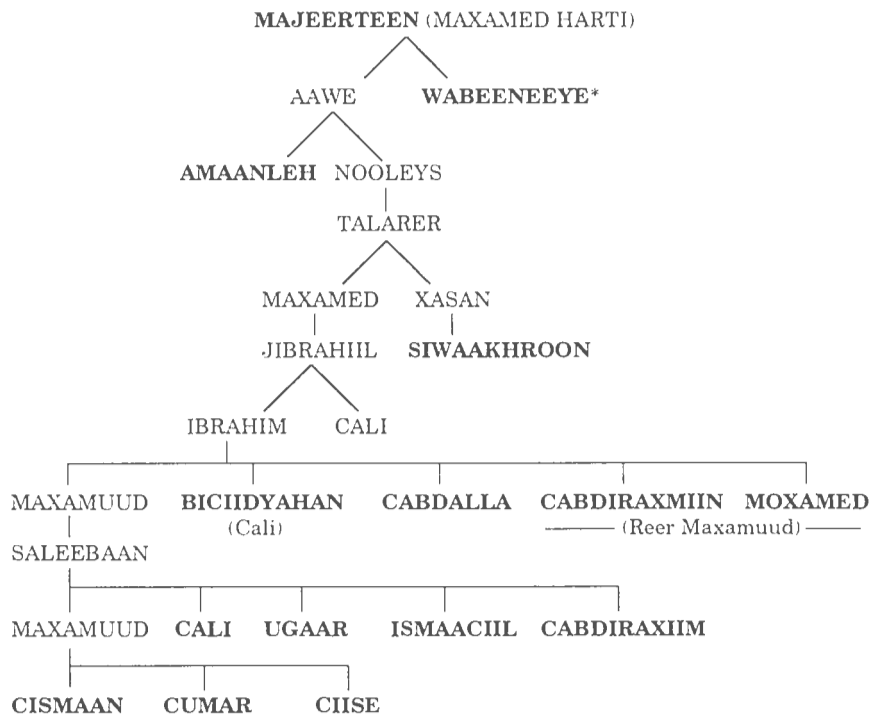 MAJEERTEEN (MAXAMED HARTI)
AAWE WABEENEEYE*
AMAANLEH NOOLEYS
TALARER
MAXAMED XASAN
JIBRAHIIL SIWAAKHROON
IBRAHIM CALI
MAXAMUUD BICIIDYAHAN CABDALLA CABDIRAXMIIN MOXAMED
(Cali) (Reer Maxamuud)
SALEEBAAN
MAXAMUUD CALI UGAAR ISMAACIIL CABDIRAXIIM
CISMAAN CUMAR CIISE